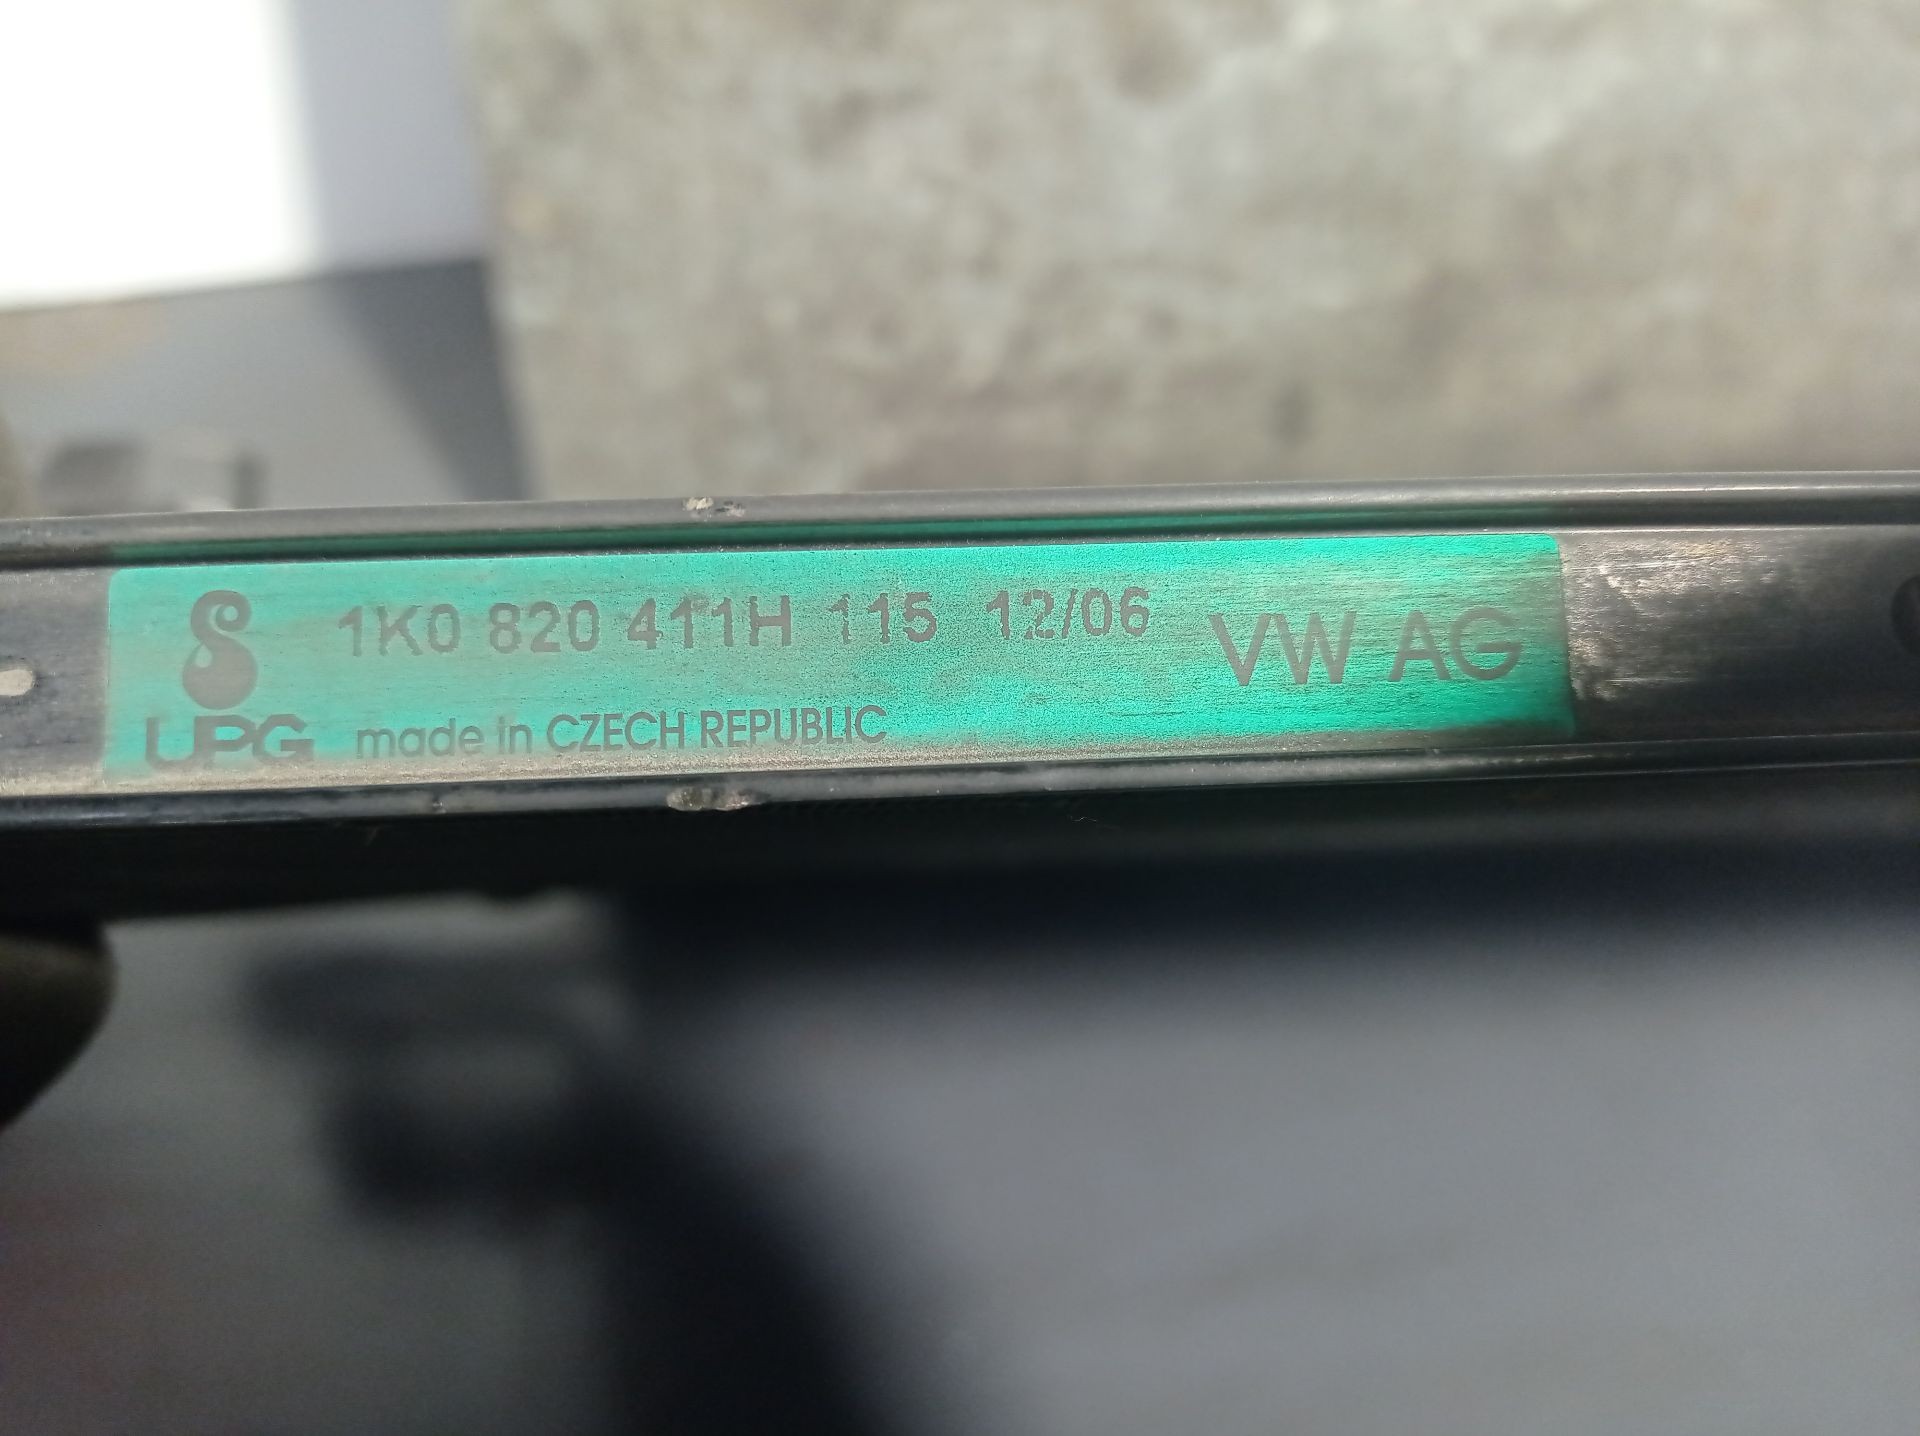 1K0 820 411H 115 12/06 VW AG
UPG made in CZECH REPUBLIC